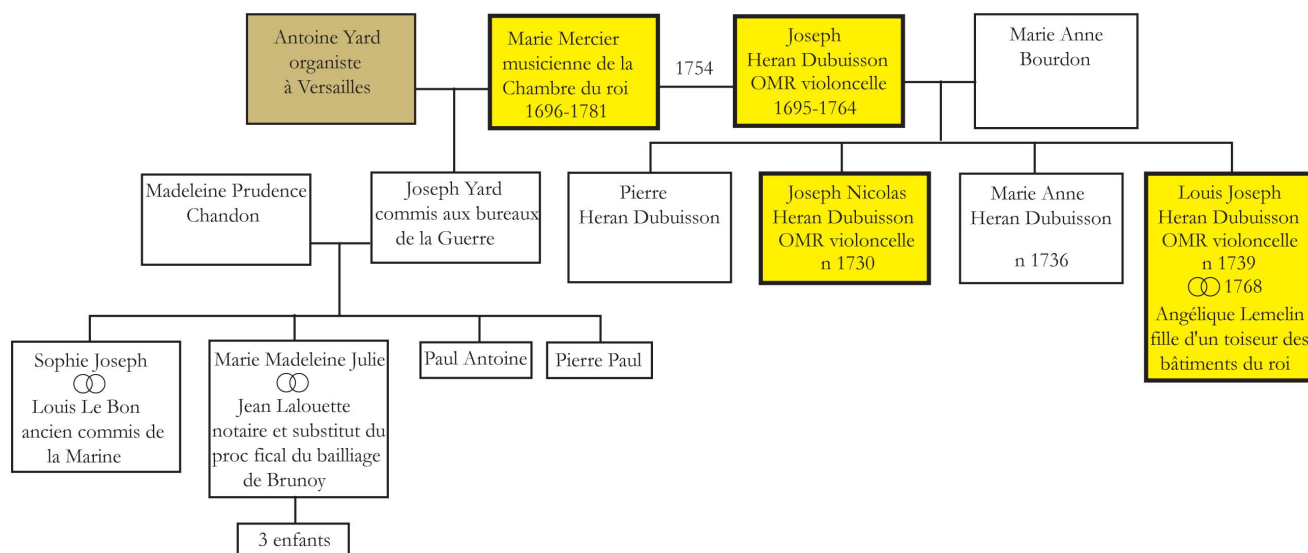 Antoine Yard
organiste
à Versailles
Marie Mercier
musicienne de la
Chambre du roi
1696-1781
1754
Joseph
Heran Dubuisson
OMR violoncelle
1695-1764
Marie Anne
Bourdon
Madeleine Prudence
Chandon
Joseph Yard
commis aux bureaux
de la Guerre
Pierre
Heran Dubuisson
Joseph Nicolas
Heran Dubuisson
OMR violoncelle
n 1730
Marie Anne
Heran Dubuisson
n 1736
Louis Joseph
Heran Dubuisson
OMR violoncelle
n 1739
1768
Angélique Lemelin
fille d'un toiseur des
bâtiments du roi
Sophie Joseph
Louis Le Bon
ancien commis de
la Marine
Marie Madeleine Julie
Jean Lalouette
notaire et substitut du
proc fical du bailliage
de Brunoy
Paul Antoine
Pierre Paul
3 enfants